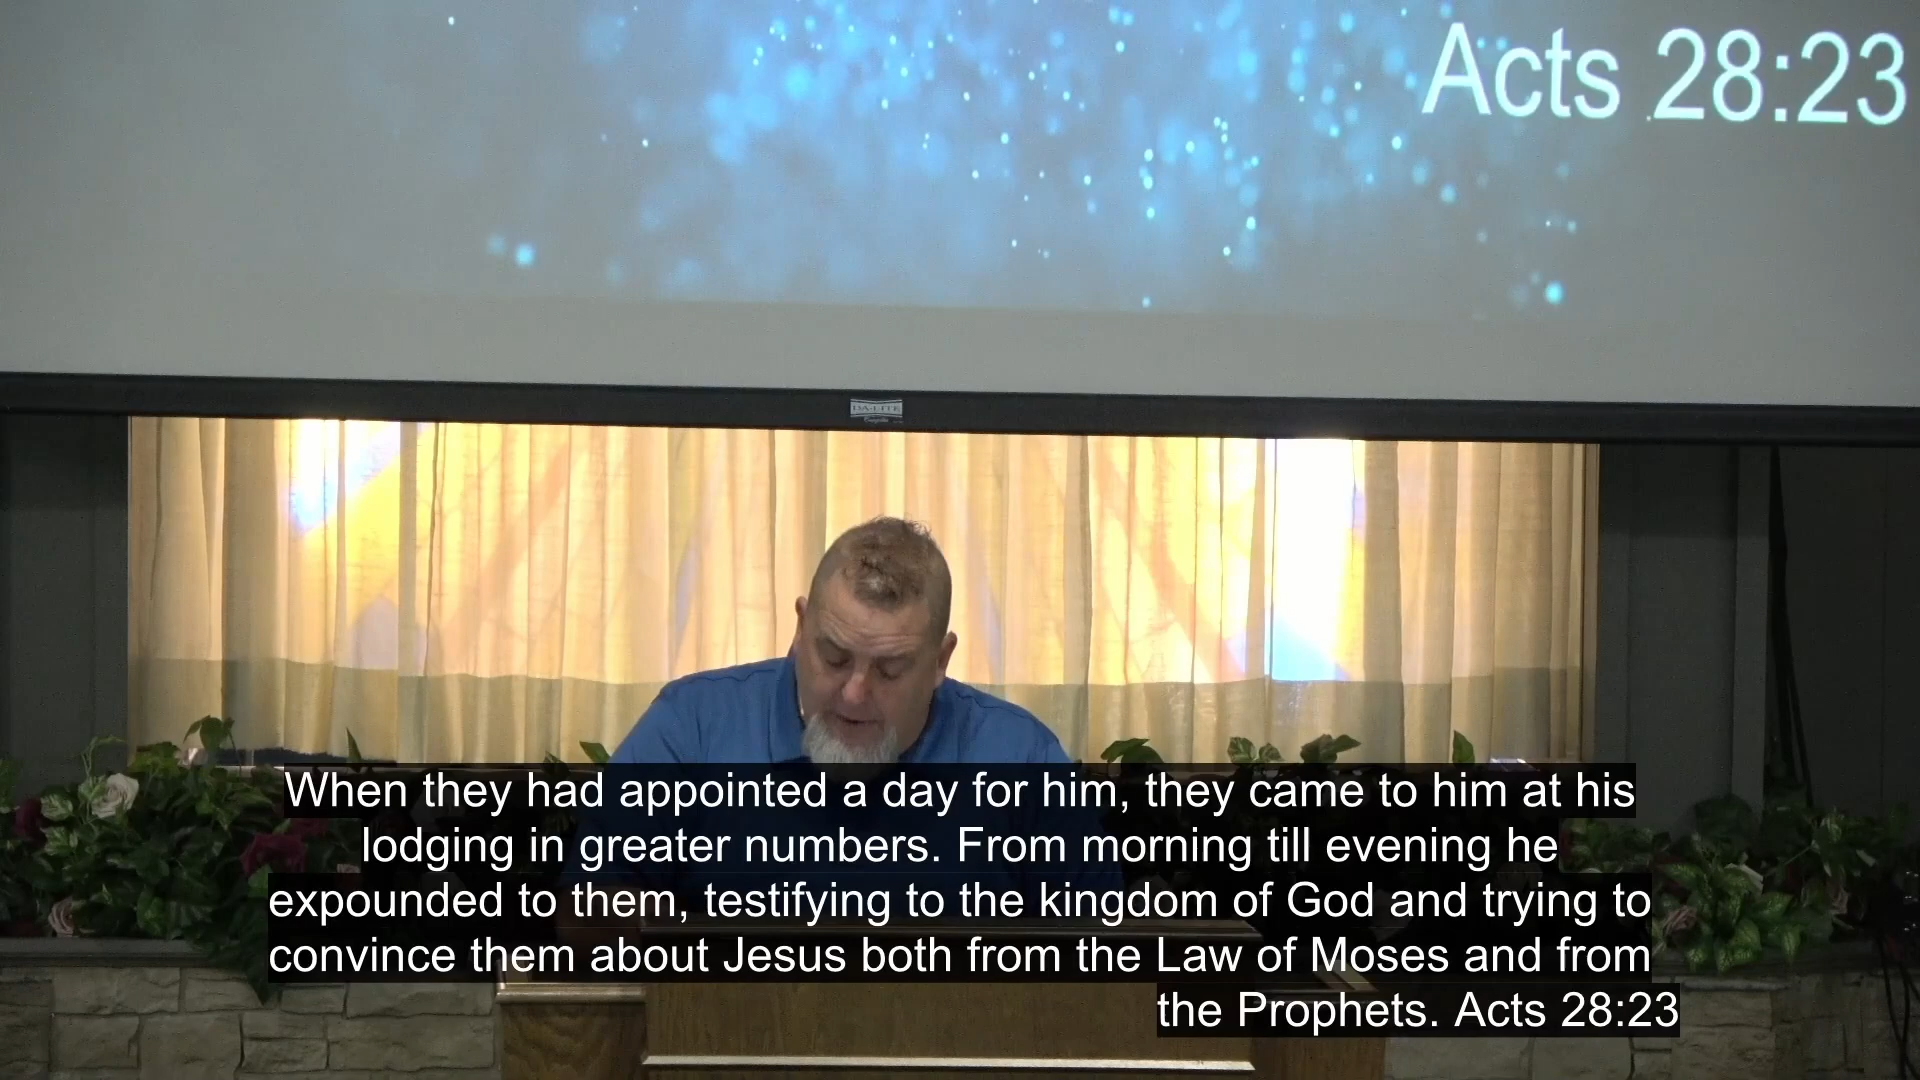 Acts 28:23
DA-LITE
When they had appointed a day for him, they came to him at his
lodging in greater numbers. From morning till evening he
expounded to them, testifying to the kingdom of God and trying to
convince them about Jesus both from the Law of Moses and from
the Prophets. Acts 28:23